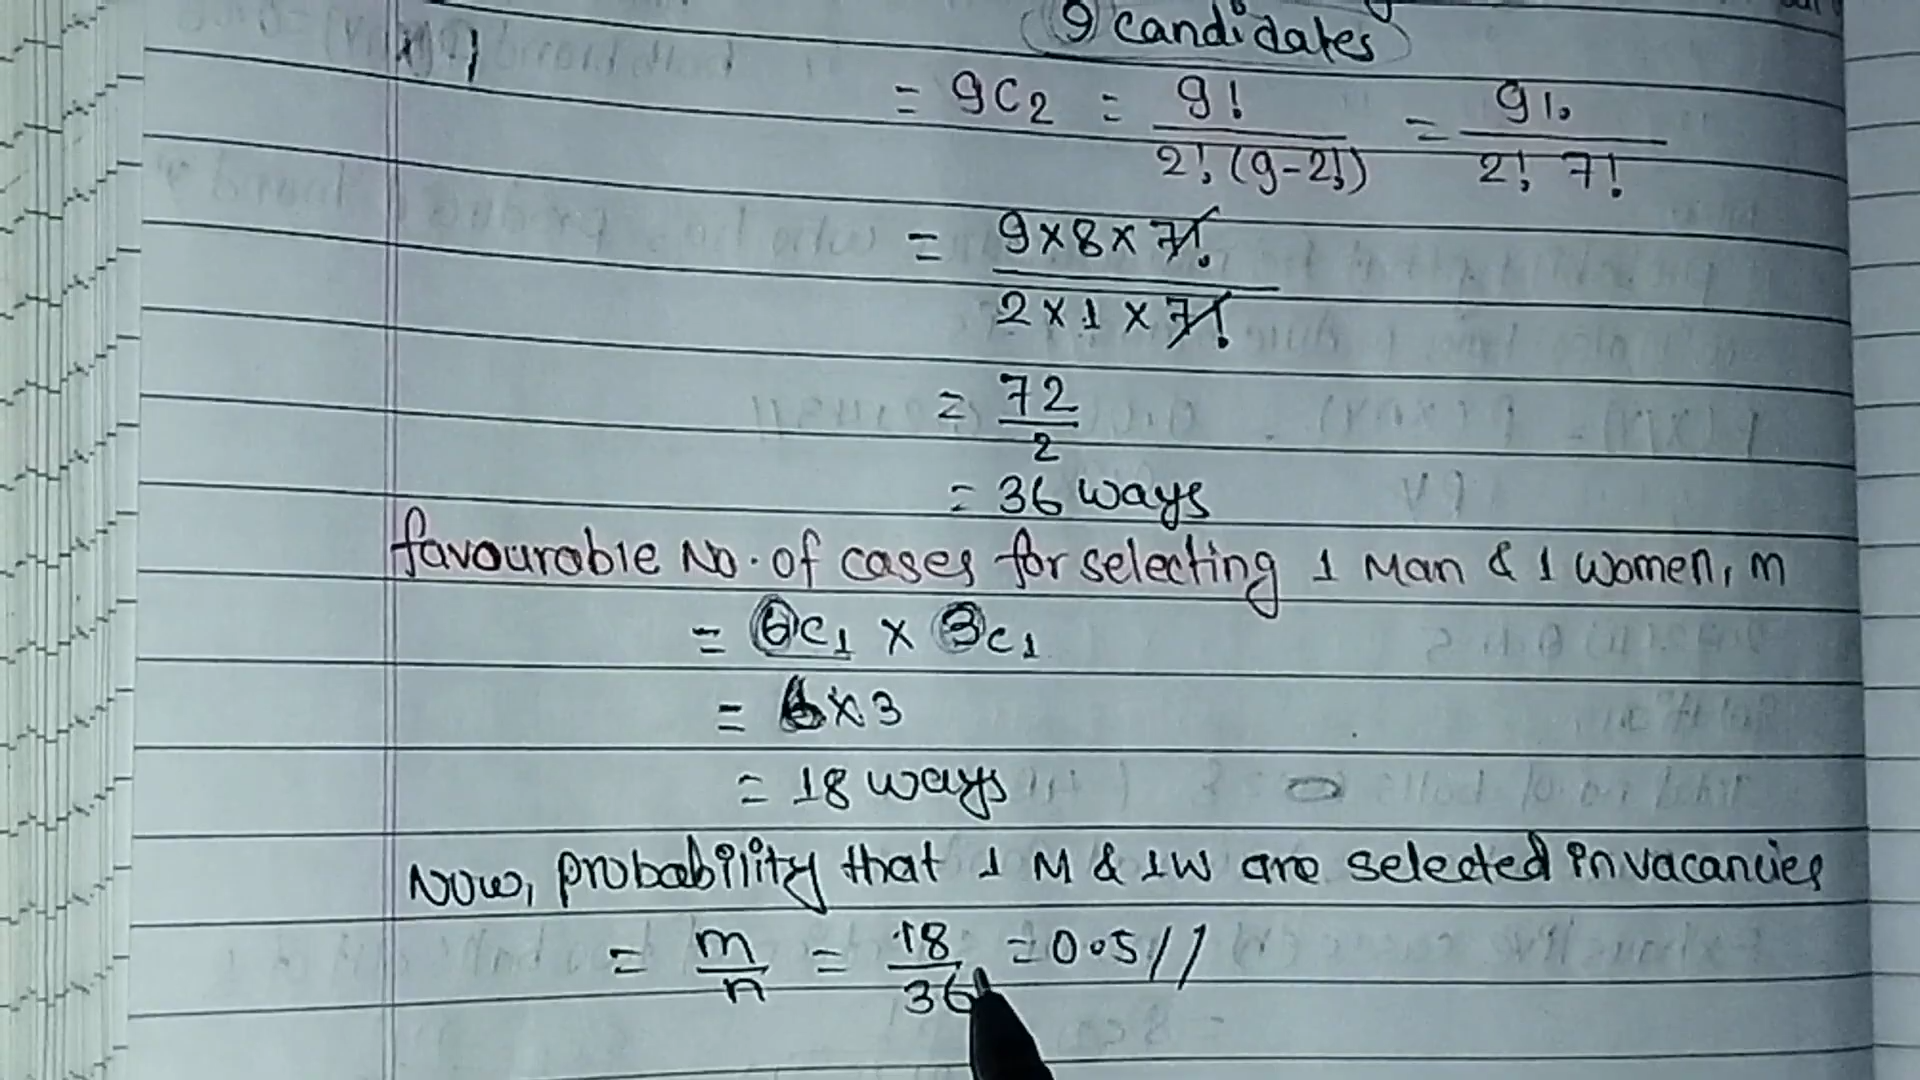 9 candidates
= 9C2 = 9! / 2! (9-2!) = 9! / 2! 7!
= 9 x 8 x 7! / 2 x 1 x 7!
= 72 / 2
= 36 ways
favourable No. of cases for selecting 1 Man & 1 women, m
= 6C1 x 3C1
= 6 x 3
= 18 ways
Now, probability that 1 M & 1W are selected in vacancies
= m / n = 18 / 36 = 0.5 //